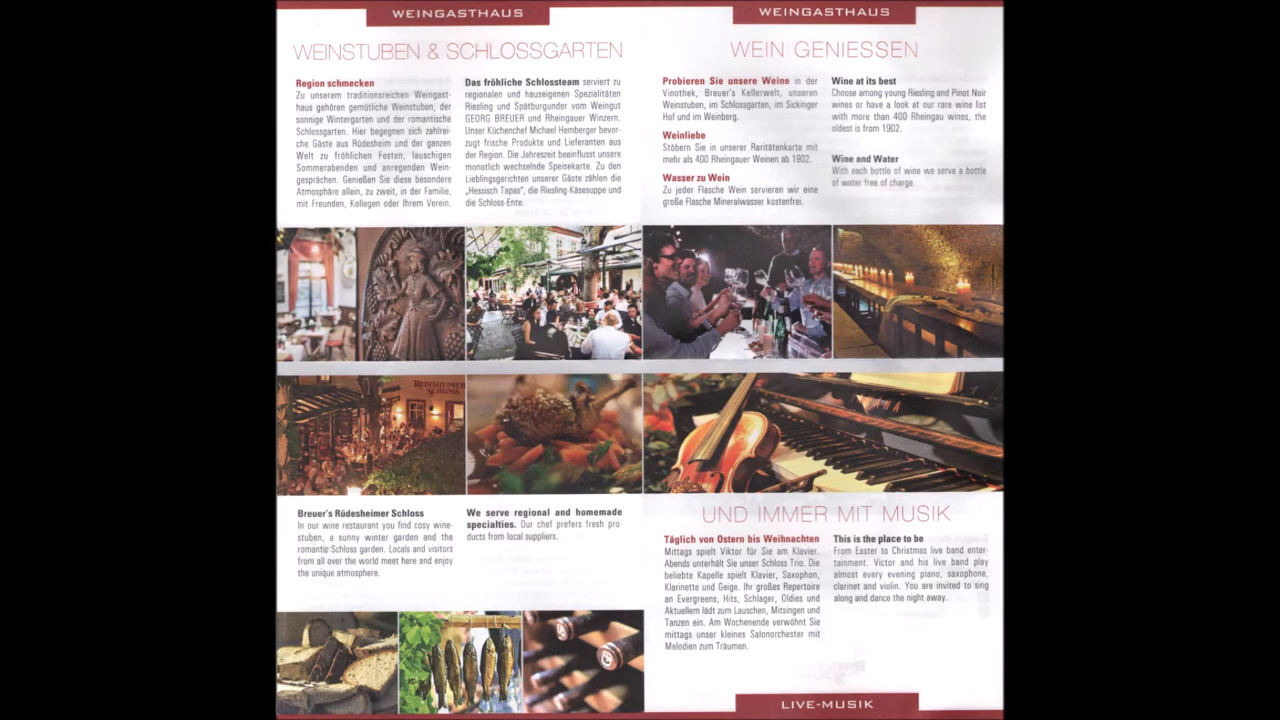 WEINGASTHAUS
WEINSTUBEN & SCHLOSSGARTEN
Region schmecken
Zu unserem traditionsreichen Weingast-
haus gehören gemütliche Weinstuben, der
sonnige Wintergarten und der romantische
Schlossgarten. Hier begegnen sich zahlrei-
che Gäste aus Rüdesheim und der ganzen
Welt zu fröhlichen Festen, lauschigen
Sommerabenden und anregenden Wein-
gesprächen. Genießen Sie diese besondere
Atmosphäre allein, zu zweit, in der Familie,
mit Freunden, Kollegen oder Ihrem Verein.
Das fröhliche Schlossteam serviert zu
regionalen und hauseigenen Spezialitäten
Riesling und Spätburgunder vom Weingut
GEORG BREUER und Rheingauer Winzern.
Unser Küchenchef Michael Hemberger bevor-
zugt frische Produkte und Lieferanten aus
der Region. Die Jahreszeit beeinflusst unsere
monatlich wechselnde Speisekarte. Zu den
Lieblingsgerichten unserer Gäste zählen die
„Hessisch Tapas", die Riesling-Käsesuppe und
die Schloss-Ente.
RÜDESHEIMER
SCHLOSS
Breuer's Rüdesheimer Schloss
In our wine restaurant you find cosy wine-
stuben, a sunny winter garden and the
romantic Schloss garden. Locals and visitors
from all over the world meet here and enjoy
the unique atmosphere.
We serve regional and homemade
specialties. Our chef prefers fresh pro-
ducts from local suppliers.
WEINGASTHAUS
WEIN GENIESSEN
Probieren Sie unsere Weine in der
Vinothek, Breuer's Kellerwelt, unseren
Weinstuben, im Schlossgarten, im Sickinger
Hof und im Weinberg.
Weinliebe
Stöbern Sie in unserer Raritätenkarte mit
mehr als 400 Rheingauer Weinen ab 1902.
Wasser zu Wein
Zu jeder Flasche Wein servieren wir eine
große Flasche Mineralwasser kostenfrei.
Wine at its best
Choose among young Riesling and Pinot Noir
wines or have a look at our rare wine list
with more than 400 Rheingau wines, the
oldest is from 1902.
Wine and Water
With each bottle of wine we serve a bottle
of water free of charge.
YAMAHA
UND IMMER MIT MUSIK
Täglich von Ostern bis Weihnachten
Mittags spielt Viktor für Sie am Klavier.
Abends unterhält Sie unser Schloss Trio. Die
beliebte Kapelle spielt Klavier, Saxophon,
Klarinette und Geige. Ihr großes Repertoire
an Evergreens, Hits, Schlager, Oldies und
Aktuellem lädt zum Lauschen, Mitsingen und
Tanzen ein. Am Wochenende verwöhnt Sie
mittags unser kleines Salonorchester mit
Melodien zum Träumen.
This is the place to be
From Easter to Christmas live band enter-
tainment. Victor and his live band play
almost every evening piano, saxophone,
clarinet and violin. You are invited to sing
along and dance the night away.
LIVE-MUSIK